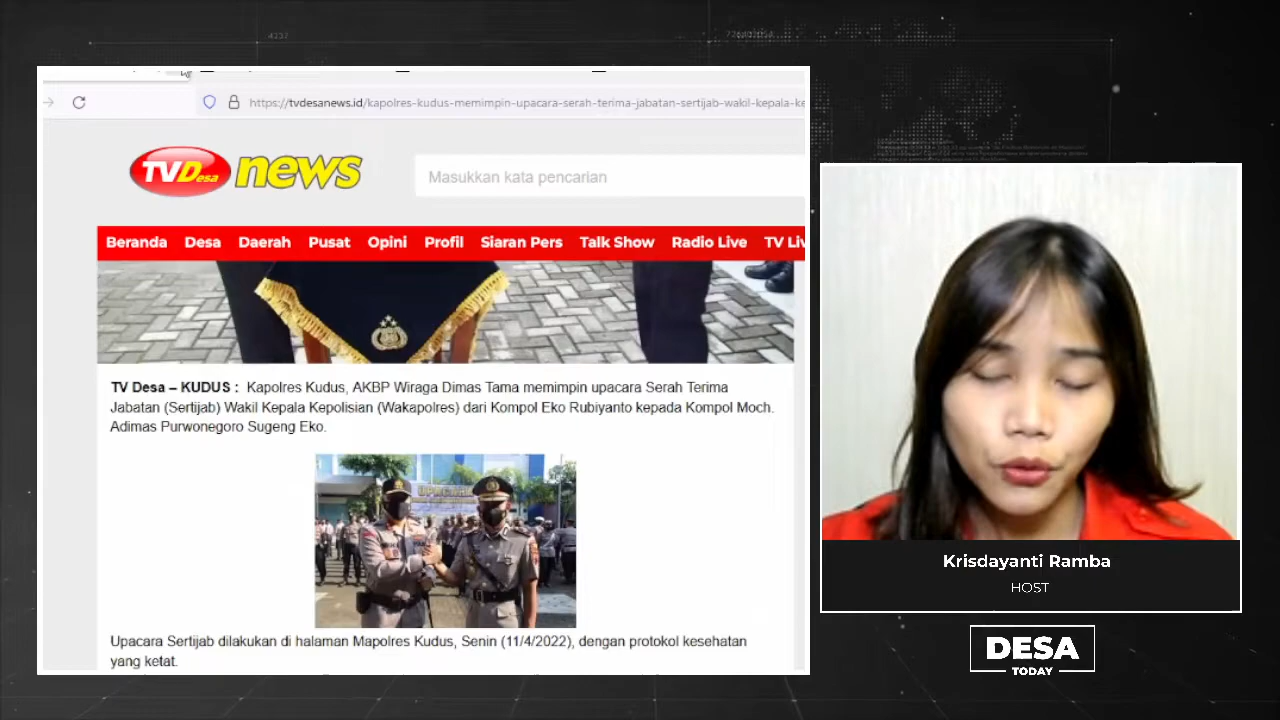 4137
https://tvdesanews.id/kapolres-kudus-memimpin-upacara-serah-terima-jabatan-sertijab-wakil-kepala-ke
TVDesa news
Masukkan kata pencarian
Beranda Desa Daerah Pusat Opini Profil Siaran Pers Talk Show Radio Live TV Liv
TV Desa – KUDUS : Kapolres Kudus, AKBP Wiraga Dimas Tama memimpin upacara Serah Terima
Jabatan (Sertijab) Wakil Kepala Kepolisian (Wakapolres) dari Kompol Eko Rubiyanto kepada Kompol Moch.
Adimas Purwonegoro Sugeng Eko.
UPACARA
Upacara Sertijab dilakukan di halaman Mapolres Kudus, Senin (11/4/2022), dengan protokol kesehatan
yang ketat.
Krisdayanti Ramba
HOST
DESA
TODAY